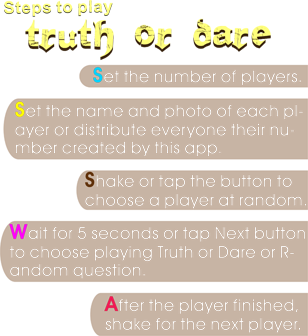 Steps to play
truth or dare
Set the number of players.
Set the name and photo of each pl-
ayer or distribute everyone their nu-
mber created by this app.
Shake or tap the button to
choose a player at random.
Wait for 5 seconds or tap Next button
to choose playing Truth or Dare or R-
andom question.
After the player finished,
shake for the next player.